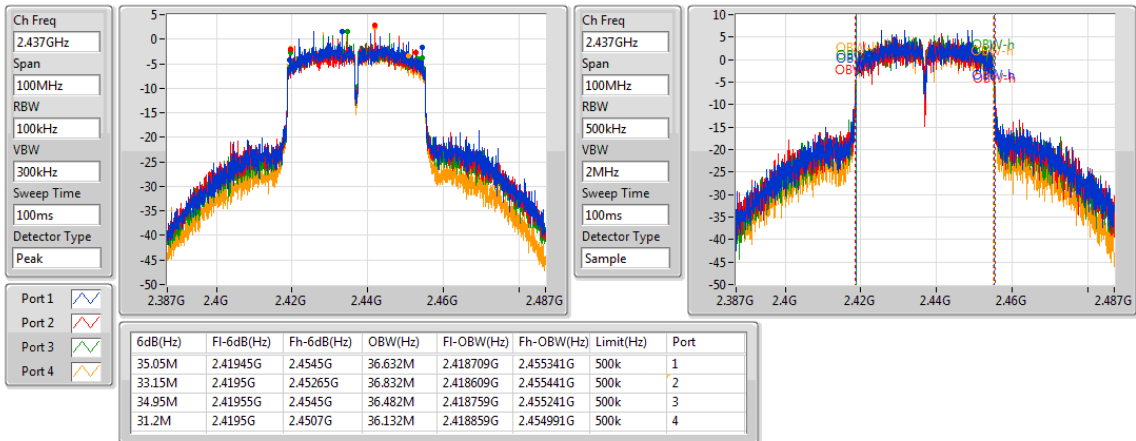 Ch Freq
2.437GHz
Span
100MHz
RBW
100kHz
VBW
300kHz
Sweep Time
100ms
Detector Type
Peak
5
0
-5
-10
-15
-20
-25
-30
-35
-40
-45
-50
2.387G 2.4G 2.42G 2.44G 2.46G 2.487G
Ch Freq
2.437GHz
Span
100MHz
RBW
500kHz
VBW
2MHz
Sweep Time
100ms
Detector Type
Sample
10
5
0
-5
-10
-15
-20
-25
-30
-35
-40
-45
-50
OBW-h
2.387G 2.4G 2.42G 2.44G 2.46G 2.487G
Port 1
Port 2
Port 3
Port 4
6dB(Hz) Fl-6dB(Hz) Fh-6dB(Hz) OBW(Hz) Fl-OBW(Hz) Fh-OBW(Hz) Limit(Hz) Port
35.05M 2.41945G 2.4545G 36.632M 2.418709G 2.455341G 500k 1
33.15M 2.4195G 2.45265G 36.832M 2.418609G 2.455441G 500k 2
34.95M 2.41955G 2.4545G 36.482M 2.418759G 2.455241G 500k 3
31.2M 2.4195G 2.4507G 36.132M 2.418859G 2.454991G 500k 4